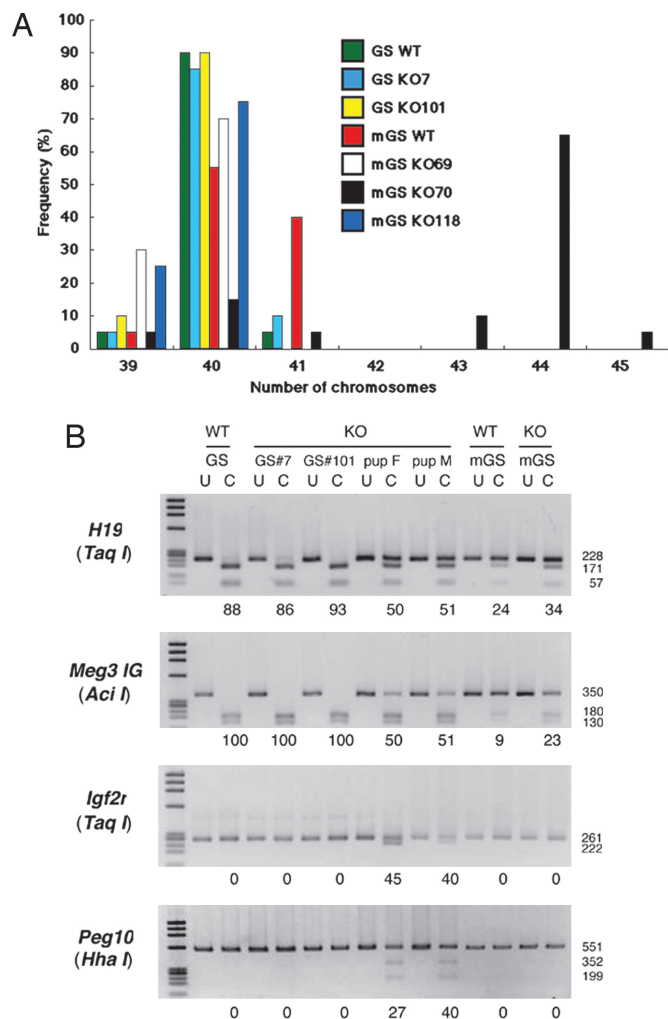 A
100
90
80
70
60
50
40
30
20
10
0
Frequency (%)
GS WT
GS KO7
GS KO101
mGS WT
mGS KO69
mGS KO70
mGS KO118
39 40 41 42 43 44 45
Number of chromosomes
B
WT KO WT KO
GS GS#7 GS#101 pup F pup M mGS mGS
U C U C U C U C U C U C U C
H19
(Taq I)
228
171
57
88 86 93 50 51 24 34
Meg3 IG
(Aci I)
350
180
130
100 100 100 50 51 9 23
Igf2r
(Taq I)
261
222
0 0 0 45 40 0 0
Peg10
(Hha I)
551
352
199
0 0 0 27 40 0 0